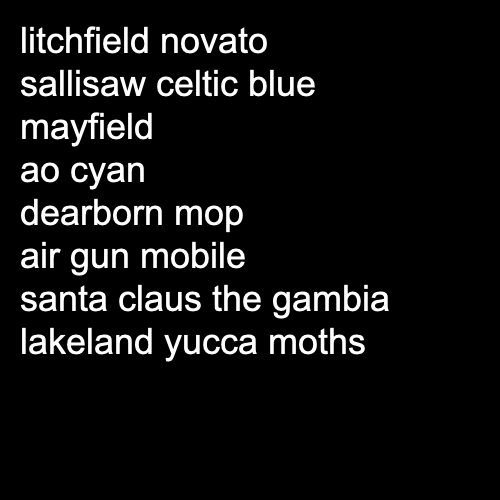 litchfield novato
sallisaw celtic blue
mayfield
ao cyan
dearborn mop
air gun mobile
santa claus the gambia
lakeland yucca moths